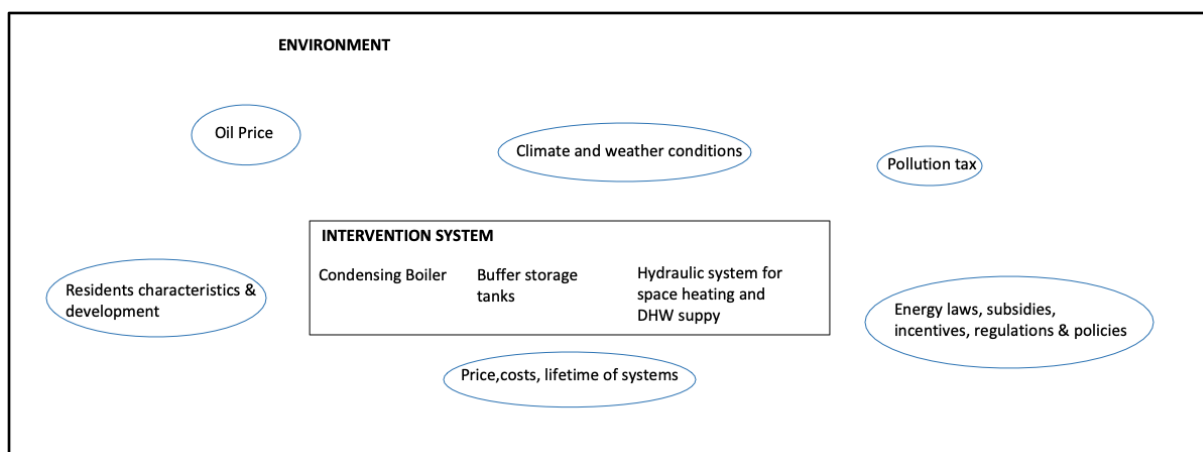 ENVIRONMENT
Oil Price
Climate and weather conditions
Pollution tax
INTERVENTION SYSTEM
Condensing Boiler
Buffer storage
tanks
Hydraulic system for
space heating and
DHW suppy
Residents characteristics &
development
Energy laws, subsidies,
incentives, regulations & policies
Price,costs, lifetime of systems